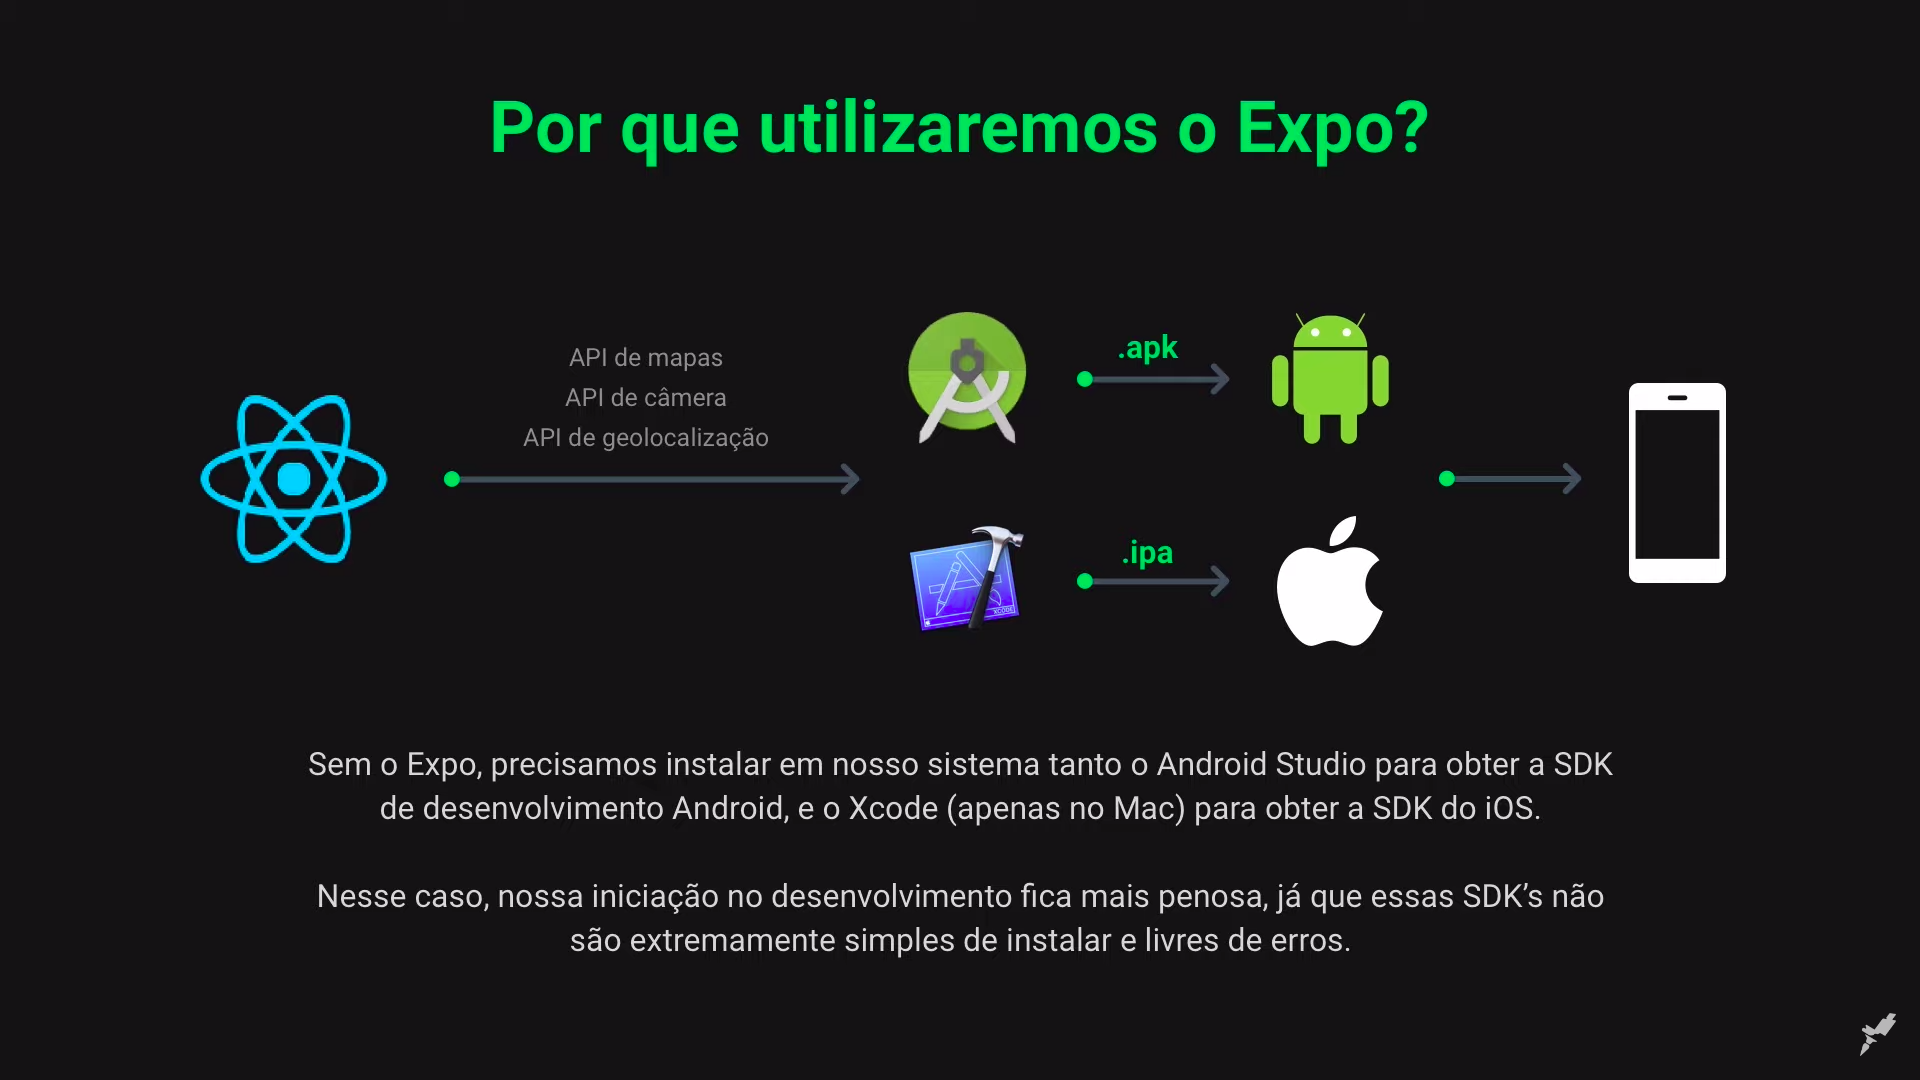 Por que utilizaremos o Expo?
API de mapas
API de câmera
API de geolocalização
.apk
.ipa
XCODE
Sem o Expo, precisamos instalar em nosso sistema tanto o Android Studio para obter a SDK
de desenvolvimento Android, e o Xcode (apenas no Mac) para obter a SDK do iOS.
Nesse caso, nossa iniciação no desenvolvimento fica mais penosa, já que essas SDK’s não
são extremamente simples de instalar e livres de erros.